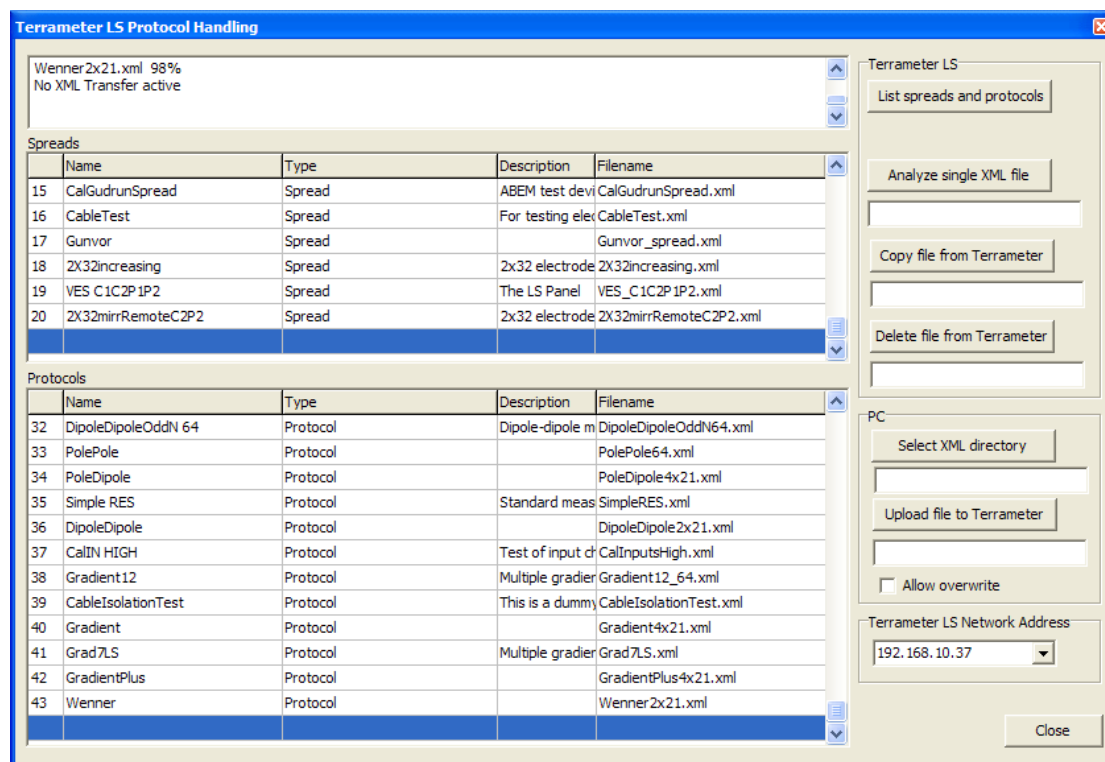 Terrameter LS Protocol Handling
Wenner2x21.xml 98%
No XML Transfer active
Spreads
Name Type Description Filename
15 CalGudrunSpread Spread ABEM test devi CalGudrunSpread.xml
16 CableTest Spread For testing elec CableTest.xml
17 Gunvor Spread Gunvor_spread.xml
18 2X32increasing Spread 2x32 electrode 2X32increasing.xml
19 VES C1C2P1P2 Spread The LS Panel VES_C1C2P1P2.xml
20 2X32mirrRemoteC2P2 Spread 2x32 electrode 2X32mirrRemoteC2P2.xml
Protocols
Name Type Description Filename
32 DipoleDipoleOddN 64 Protocol Dipole-dipole m DipoleDipoleOddN64.xml
33 PolePole Protocol PolePole64.xml
34 PoleDipole Protocol PoleDipole4x21.xml
35 Simple RES Protocol Standard meas SimpleRES.xml
36 DipoleDipole Protocol DipoleDipole2x21.xml
37 CalIN HIGH Protocol Test of input ch CalInputsHigh.xml
38 Gradient12 Protocol Multiple gradier Gradient12_64.xml
39 CableIsolationTest Protocol This is a dummy CableIsolationTest.xml
40 Gradient Protocol Gradient4x21.xml
41 Grad7LS Protocol Multiple gradier Grad7LS.xml
42 GradientPlus Protocol GradientPlus4x21.xml
43 Wenner Protocol Wenner2x21.xml
Terrameter LS
List spreads and protocols
Analyze single XML file
Copy file from Terrameter
Delete file from Terrameter
PC
Select XML directory
Upload file to Terrameter
Allow overwrite
Terrameter LS Network Address
192.168.10.37
Close